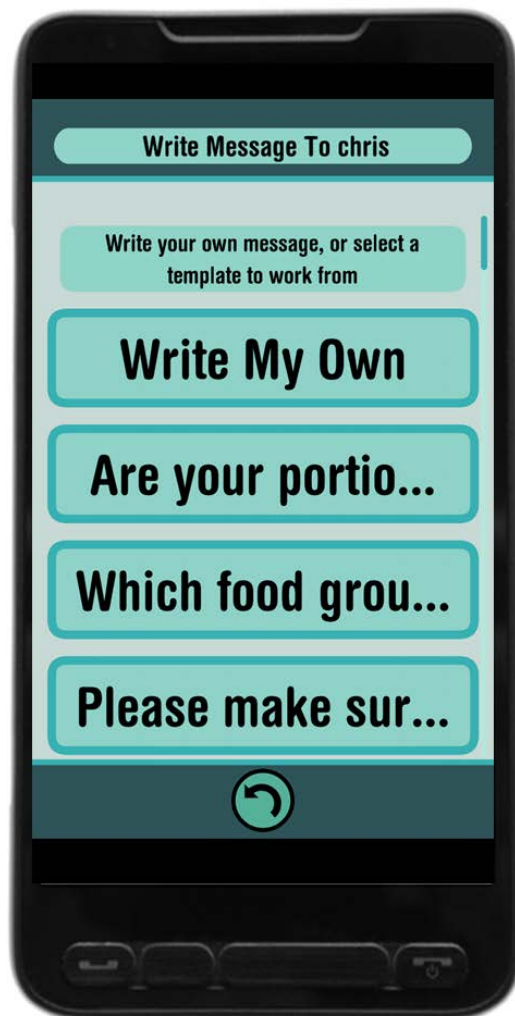 Write Message To chris
Write your own message, or select a
template to work from
Write My Own
Are your portio...
Which food grou...
Please make sur...